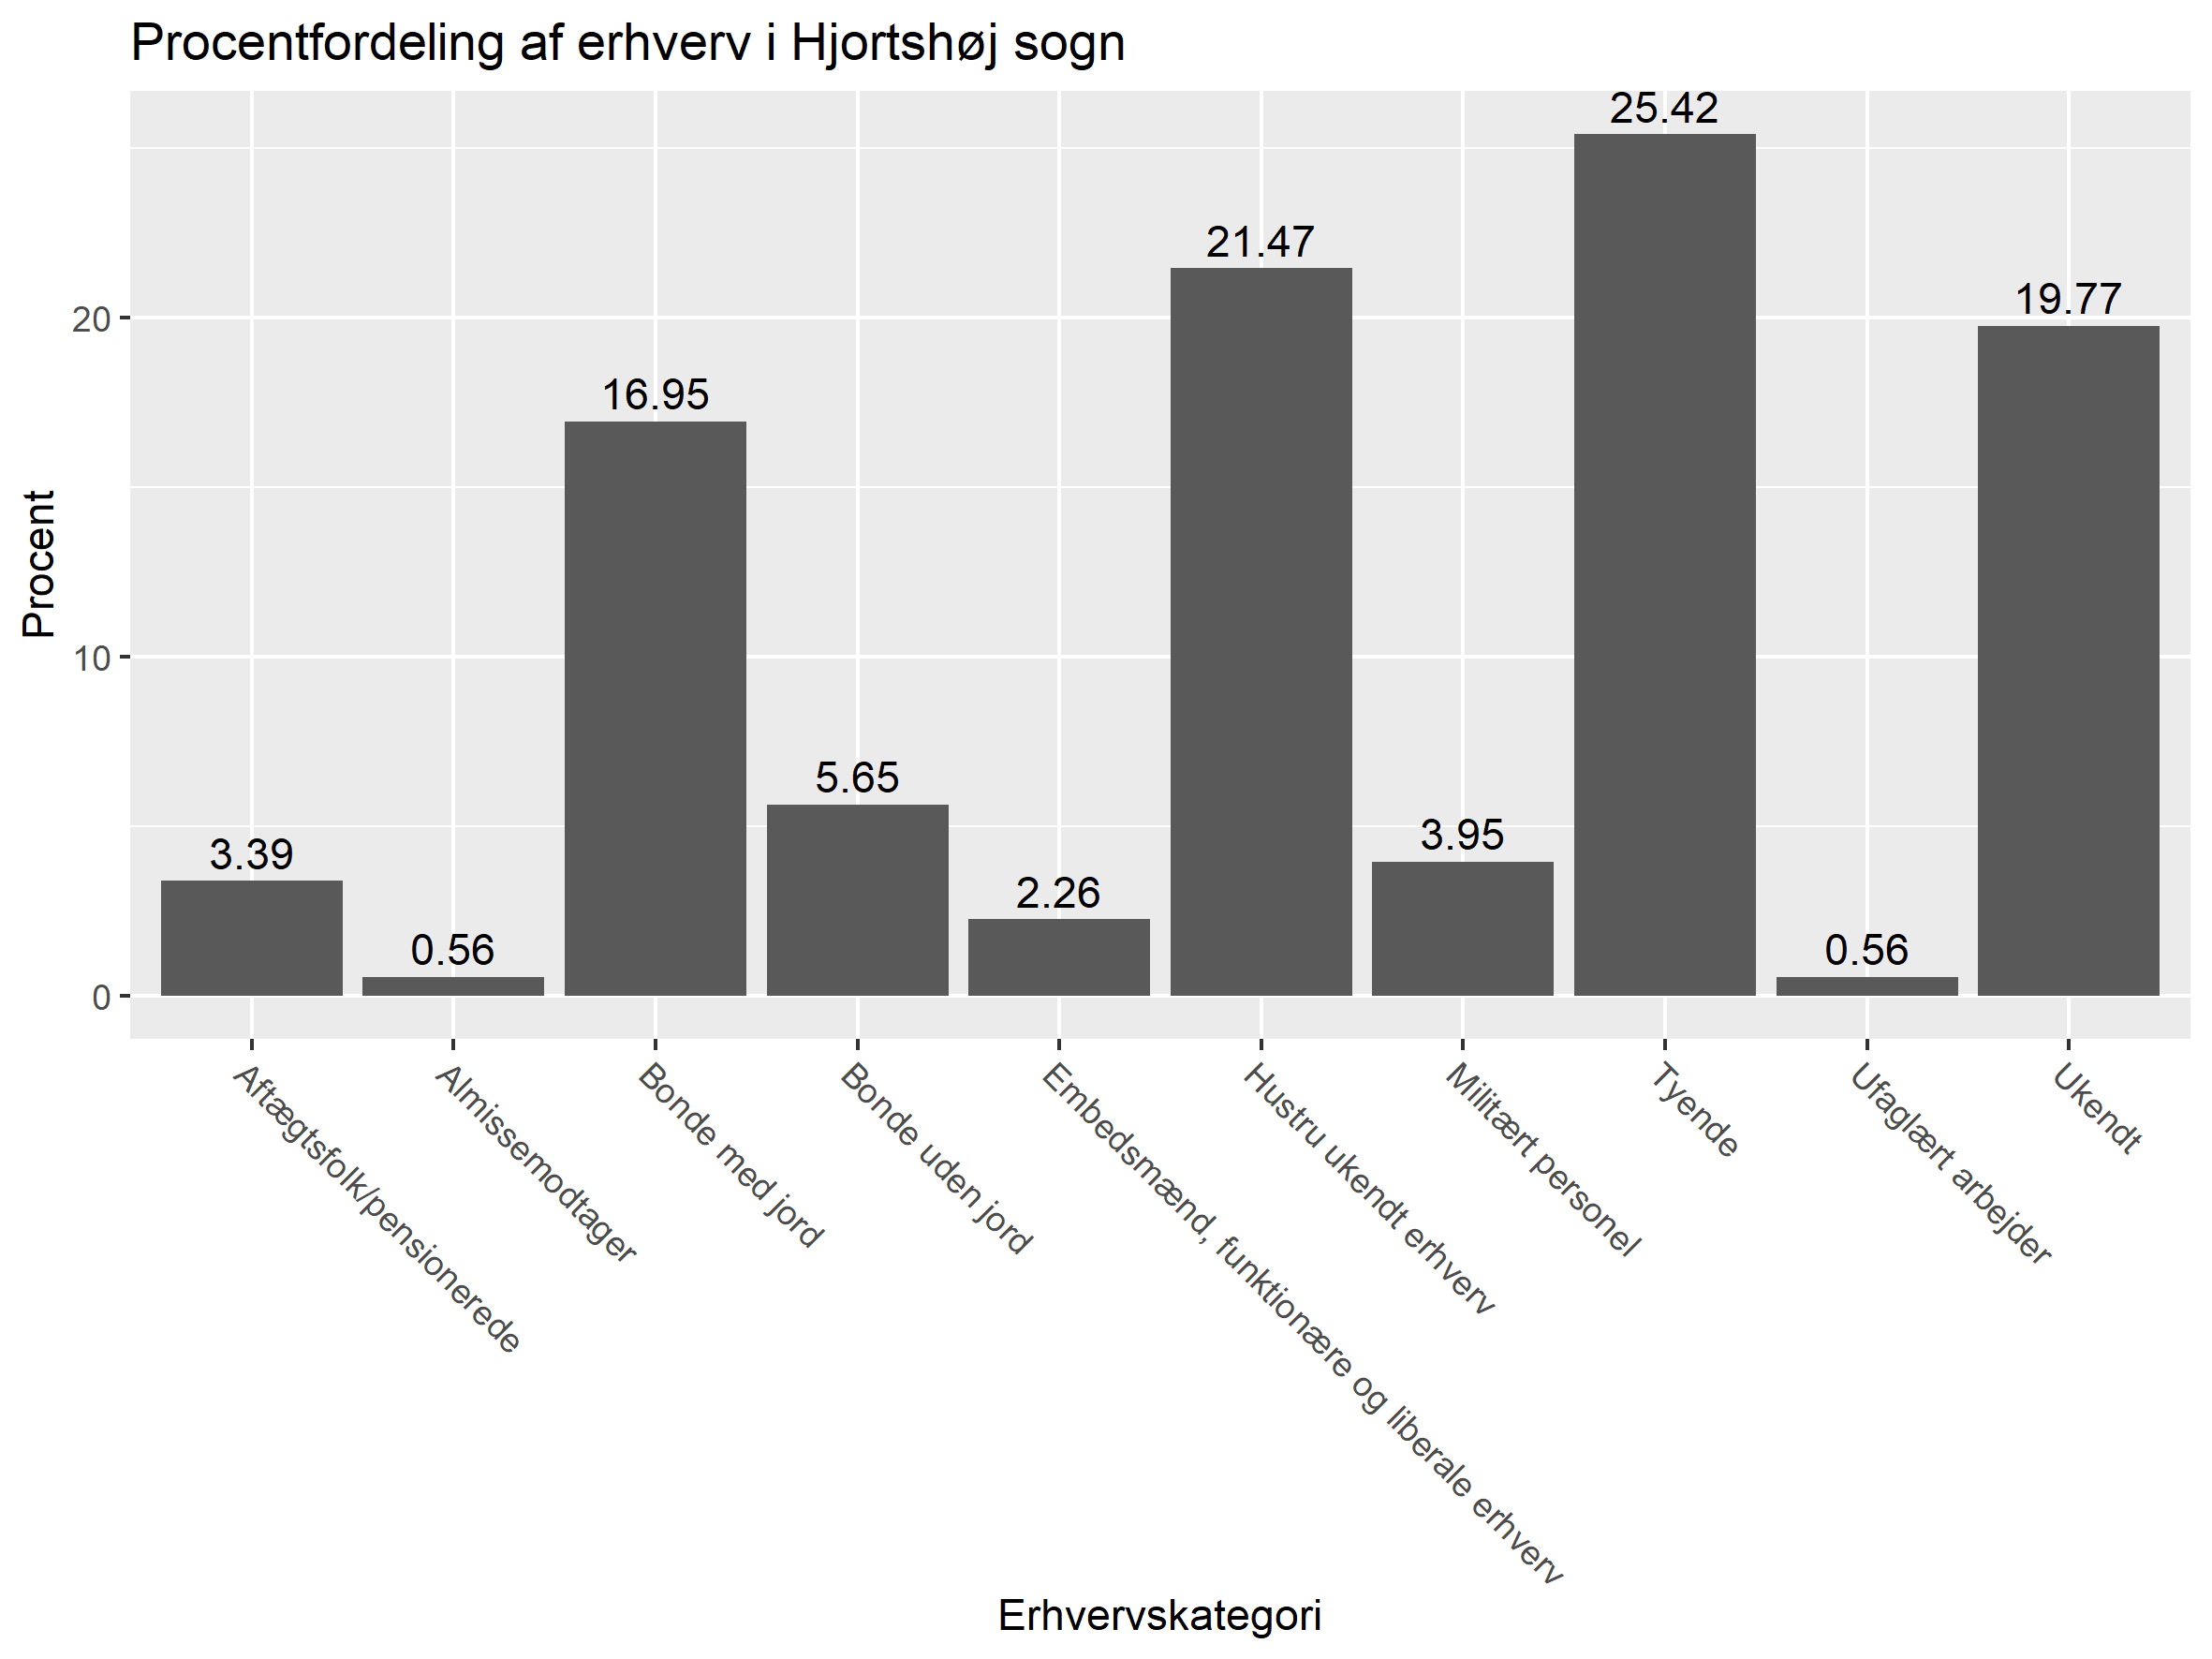 Procentfordeling af erhverv i Hjortshøj sogn
25.42
21.47
19.77
16.95
5.65
3.95
3.39
2.26
0.56
0.56
20
10
0
Procent
Aftægtsfolk/pensionerede
Almissemodtager
Bonde med jord
Bonde uden jord
Embedsmænd, funktionære og liberale erhverv
Hustru ukendt erhverv
Militært personel
Tyende
Ufaglært arbejder
Ukendt
Erhvervskategori